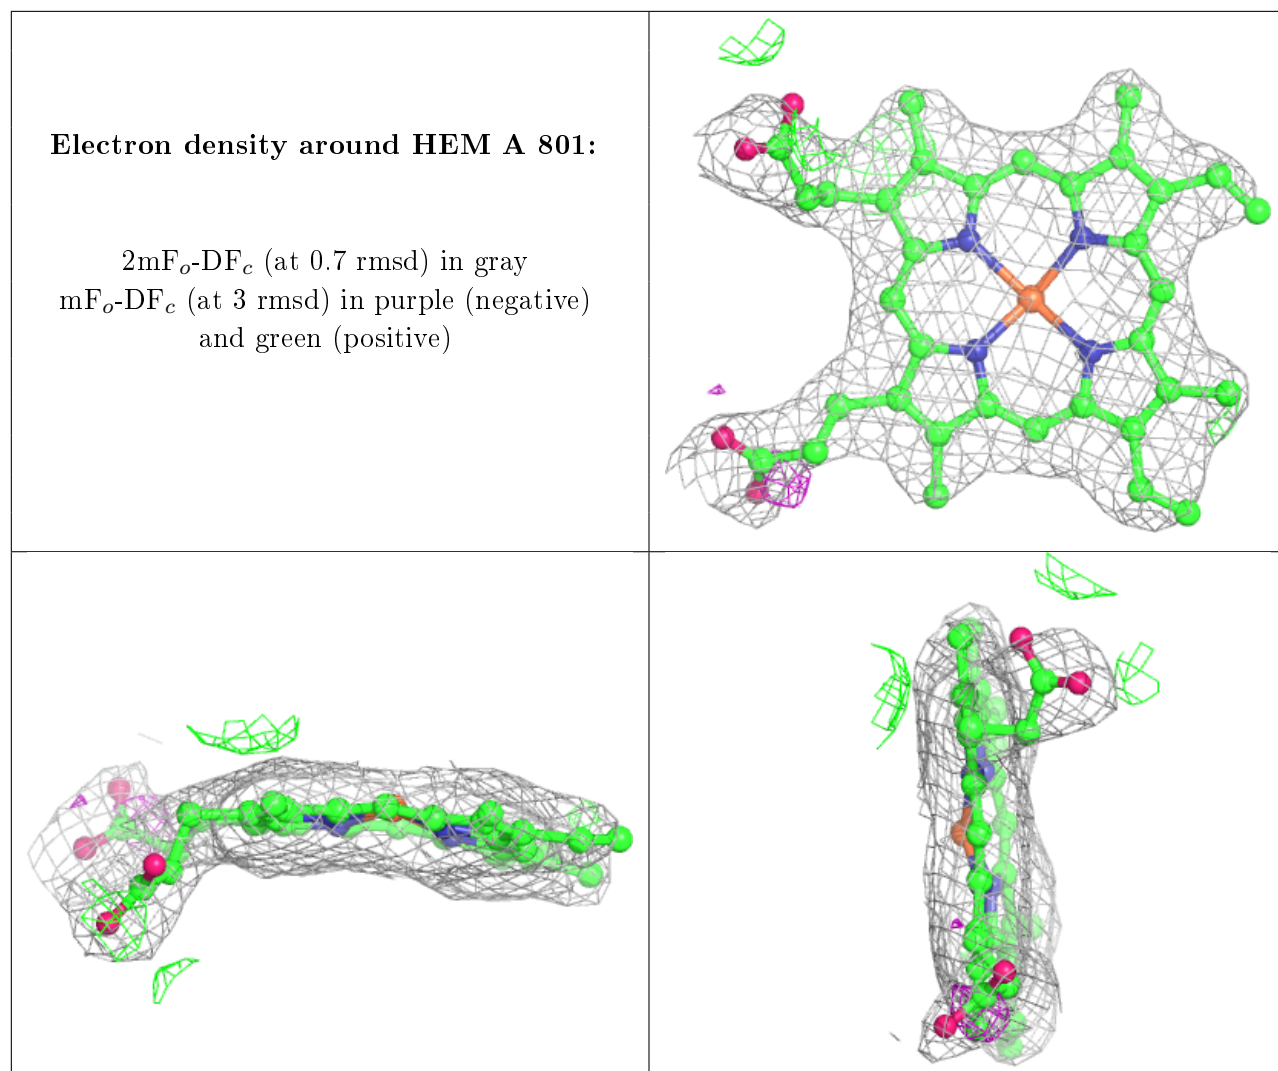 Electron density around HEM A 801:
2mFo-DFc (at 0.7 rmsd) in gray
mFo-DFc (at 3 rmsd) in purple (negative)
and green (positive)